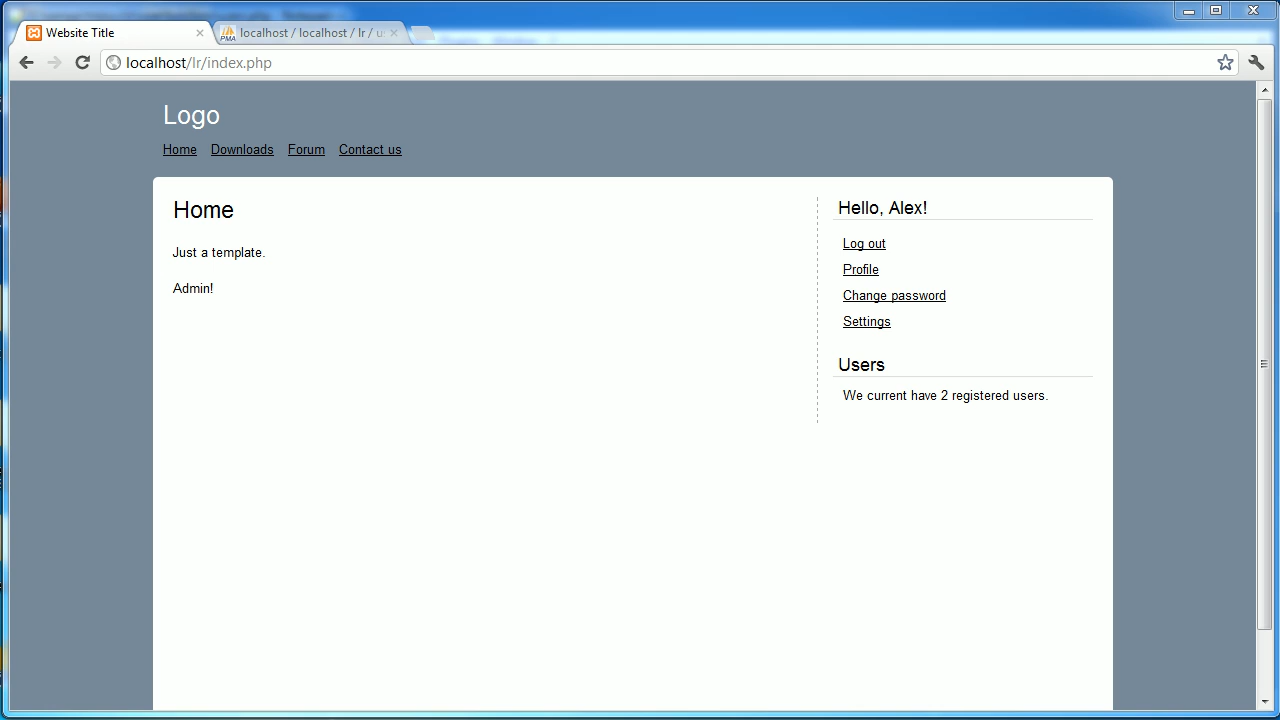 Website Title
localhost / localhost / lr / u
localhost/lr/index.php
Logo
Home Downloads Forum Contact us
Home
Just a template.
Admin!
Hello, Alex!
Log out
Profile
Change password
Settings
Users
We current have 2 registered users.